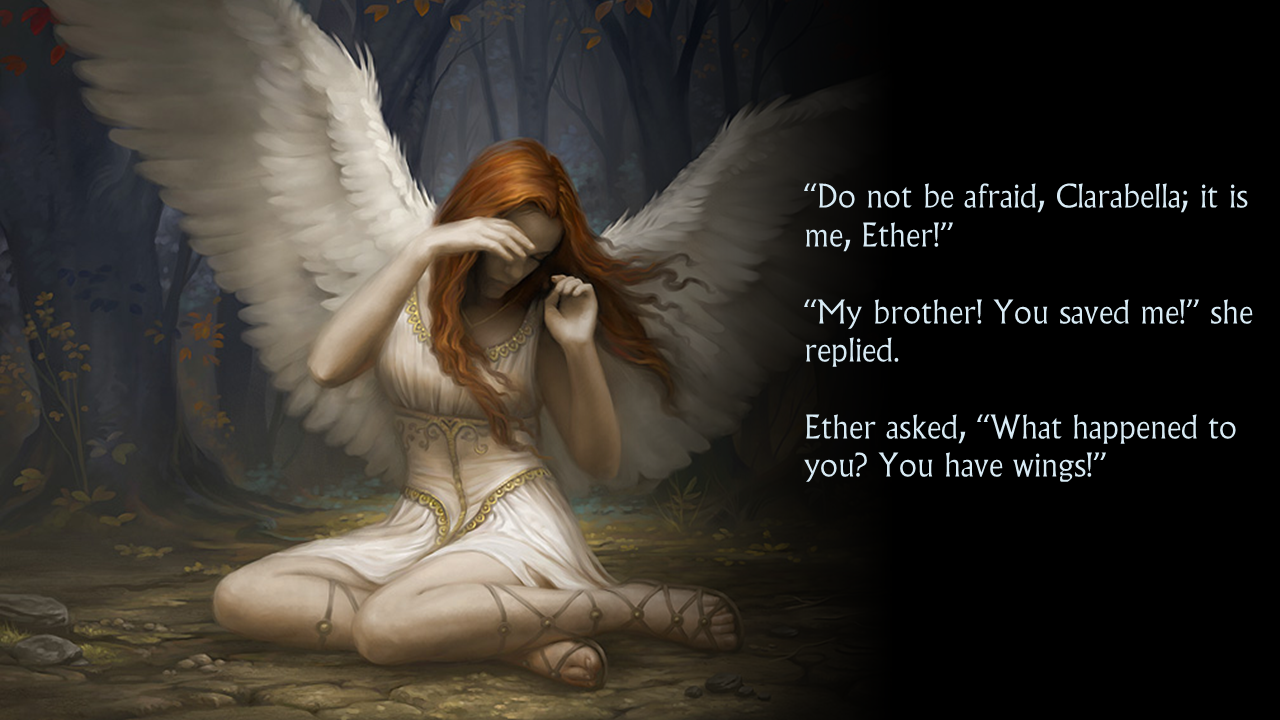 “Do not be afraid, Clarabella; it is
me, Ether!”
“My brother! You saved me!” she
replied.
Ether asked, “What happened to
you? You have wings!”